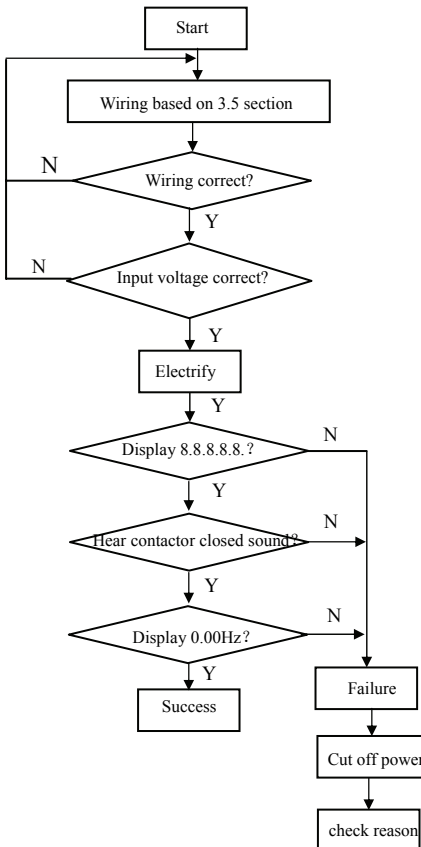 Start
Wiring based on 3.5 section
N
Wiring correct?
Y
N
Input voltage correct?
Y
Electrify
Y
Display 8.8.8.8.8.?
N
Y
Hear contactor closed sound?
N
Y
Display 0.00Hz?
N
Y
Success
Failure
Cut off power
check reason